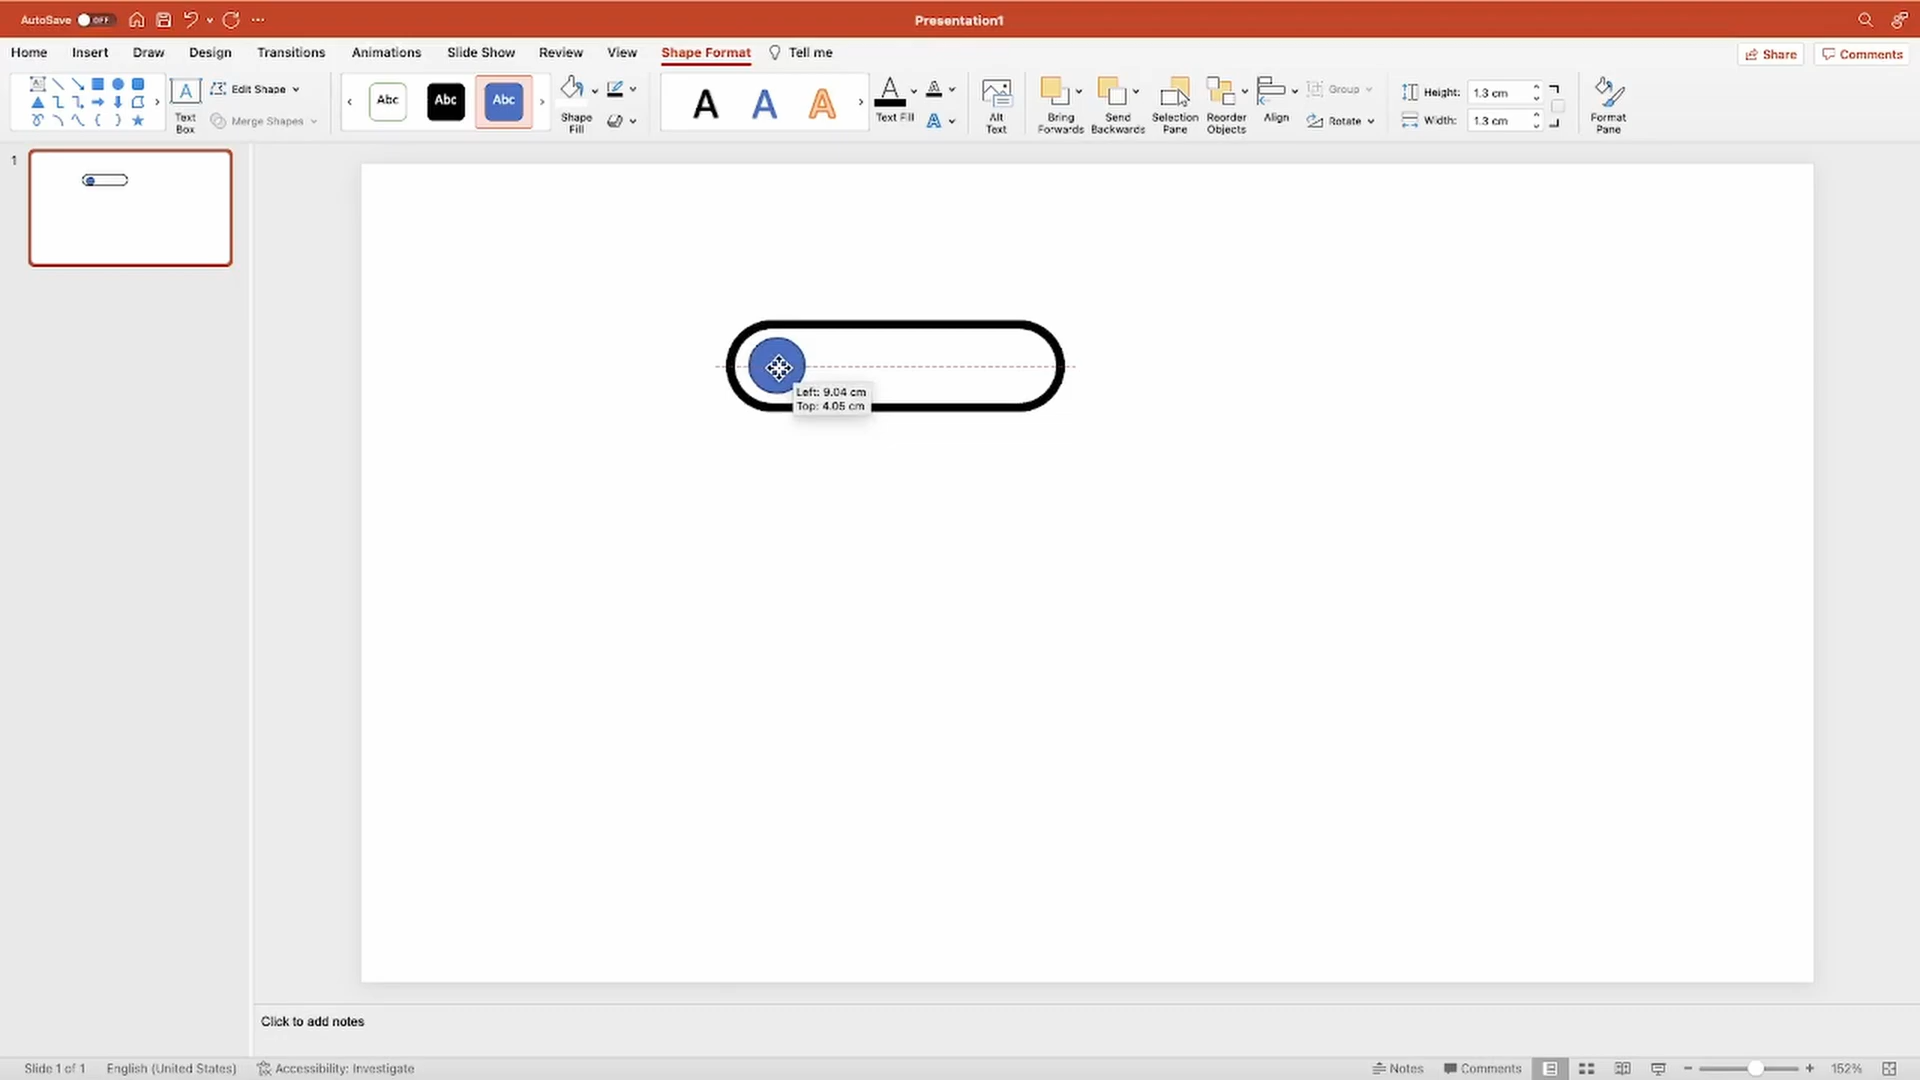 AutoSave OFF
Presentation1
Home Insert Draw Design Transitions Animations Slide Show Review View Shape Format Tell me
Share Comments
Edit Shape
Merge Shapes
Text
Box
Abc Abc Abc
Shape
Fill
A A A
Text Fill
Alt
Text
Bring
Forwards
Send
Backwards
Selection
Pane
Reorder
Objects
Align
Group
Rotate
Height: 1.3 cm
Width: 1.3 cm
Format
Pane
1
Left: 9.04 cm
Top: 4.05 cm
Click to add notes
Slide 1 of 1 English (United States) Accessibility: Investigate Notes Comments 152%